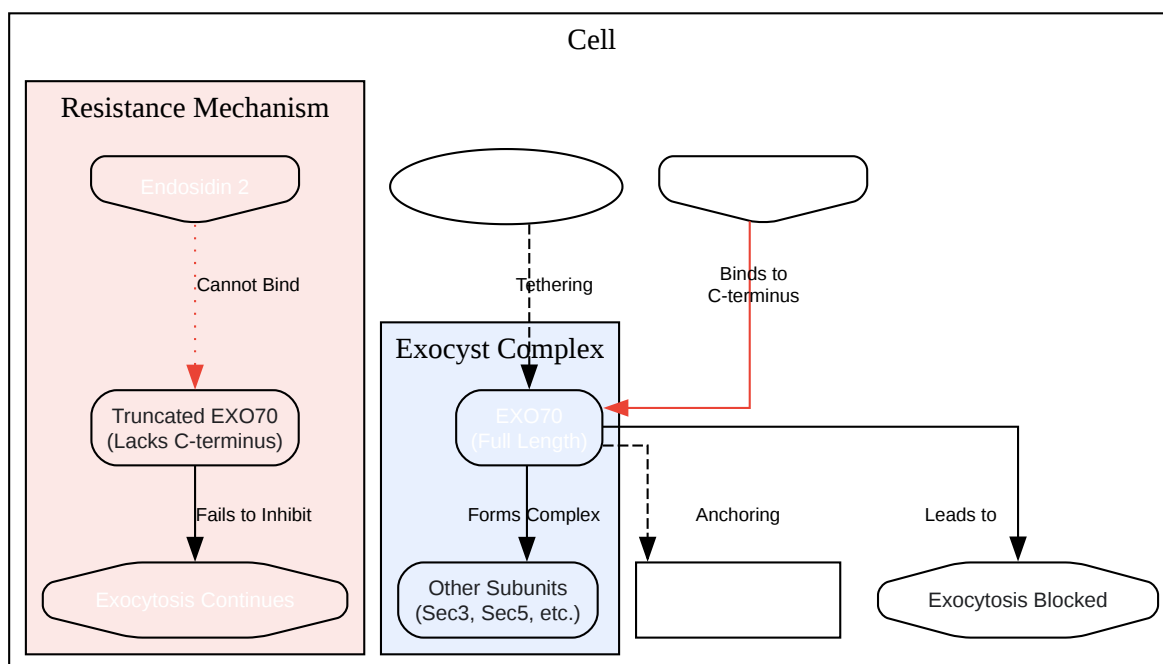 Cell
Resistance Mechanism
Endosidin 2
Cannot Bind
Tethering
Binds to
C-terminus
Exocyst Complex
Truncated EXO70
(Lacks C-terminus)
EXO70
(Full Length)
Fails to Inhibit
Forms Complex
Anchoring
Leads to
Exocytosis Continues
Other Subunits
(Sec3, Sec5, etc.)
Exocytosis Blocked